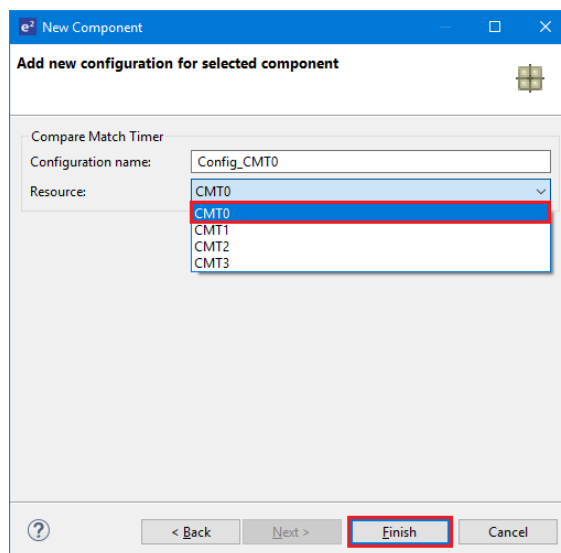 e² New Component
Add new configuration for selected component
Compare Match Timer
Configuration name: Config_CMT0
Resource: CMT0
CMT0
CMT1
CMT2
CMT3
? < Back Next > Finish Cancel